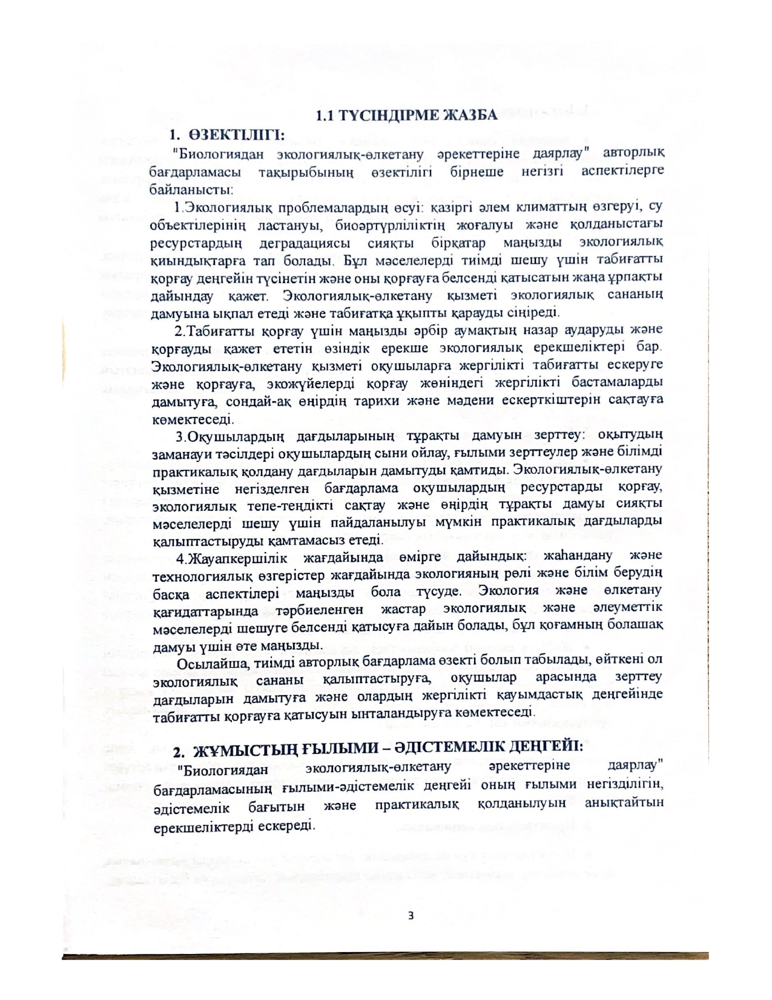 1.1 ТҮСІНДІРМЕ ЖАЗБА
1. ӨЗЕКТІЛІГІ:
"Биологиядан экологиялық-өлкетану әрекеттеріне даярлау" авторлық
бағдарламасы тақырыбының өзектілігі бірнеше негізгі аспектілерге
байланысты:
1.Экологиялық проблемалардың өсуі: қазіргі әлем климаттың өзгеруі, су
объектілерінің ластануы, биоәртүрліліктің жоғалуы және қолданыстағы
ресурстардың деградациясы сияқты бірқатар маңызды экологиялық
қиындықтарға тап болады. Бұл мәселелерді тиімді шешу үшін табиғатты
қорғау деңгейін түсінетін және оны қорғауға белсенді қатысатын жаңа ұрпақты
дайындау қажет. Экологиялық-өлкетану қызметі экологиялық сананың
дамуына ықпал етеді және табиғатқа ұқыпты қарауды сіңіреді.
2.Табиғатты қорғау үшін маңызды әрбір аумақтың назар аударуды және
қорғауды қажет ететін өзіндік ерекше экологиялық ерекшеліктері бар.
Экологиялық-өлкетану қызметі оқушыларға жергілікті табиғатты ескеруге
және қорғауға, экожүйелерді қорғау жөніндегі жергілікті бастамаларды
дамытуға, сондай-ақ өңірдің тарихи және мәдени ескерткіштерін сақтауға
көмектеседі.
3.Оқушылардың дағдыларының тұрақты дамуын зерттеу: оқытудың
заманауи тәсілдері оқушылардың сыни ойлау, ғылыми зерттеулер және білімді
практикалық қолдану дағдыларын дамытуды қамтиды. Экологиялық-өлкетану
қызметіне негізделген бағдарлама оқушылардың ресурстарды қорғау,
экологиялық тепе-теңдікті сақтау және өңірдің тұрақты дамуы сияқты
мәселелерді шешу үшін пайдаланылуы мүмкін практикалық дағдыларды
қалыптастыруды қамтамасыз етеді.
4.Жауапкершілік жағдайында өмірге дайындық: жаһандану және
технологиялық өзгерістер жағдайында экологияның рөлі және білім берудің
басқа аспектілері маңызды бола түсуде. Экология және өлкетану
қағидаттарында тәрбиеленген жастар экологиялық және әлеуметтік
мәселелерді шешуге белсенді қатысуға дайын болады, бұл қоғамның болашақ
дамуы үшін өте маңызды.
Осылайша, тиімді авторлық бағдарлама өзекті болып табылады, өйткені ол
экологиялық сананы қалыптастыруға, оқушылар арасында зерттеу
дағдыларын дамытуға және олардың жергілікті қауымдастық деңгейінде
табиғатты қорғауға қатысуын ынталандыруға көмектеседі.
2. ЖҰМЫСТЫҢ ҒЫЛЫМИ – ӘДІСТЕМЕЛІК ДЕҢГЕЙІ:
"Биологиядан экологиялық-өлкетану әрекеттеріне даярлау"
бағдарламасының ғылыми-әдістемелік деңгейі оның ғылыми негізділігін,
әдістемелік бағытын және практикалық қолданылуын анықтайтын
ерекшеліктерді ескереді.
3